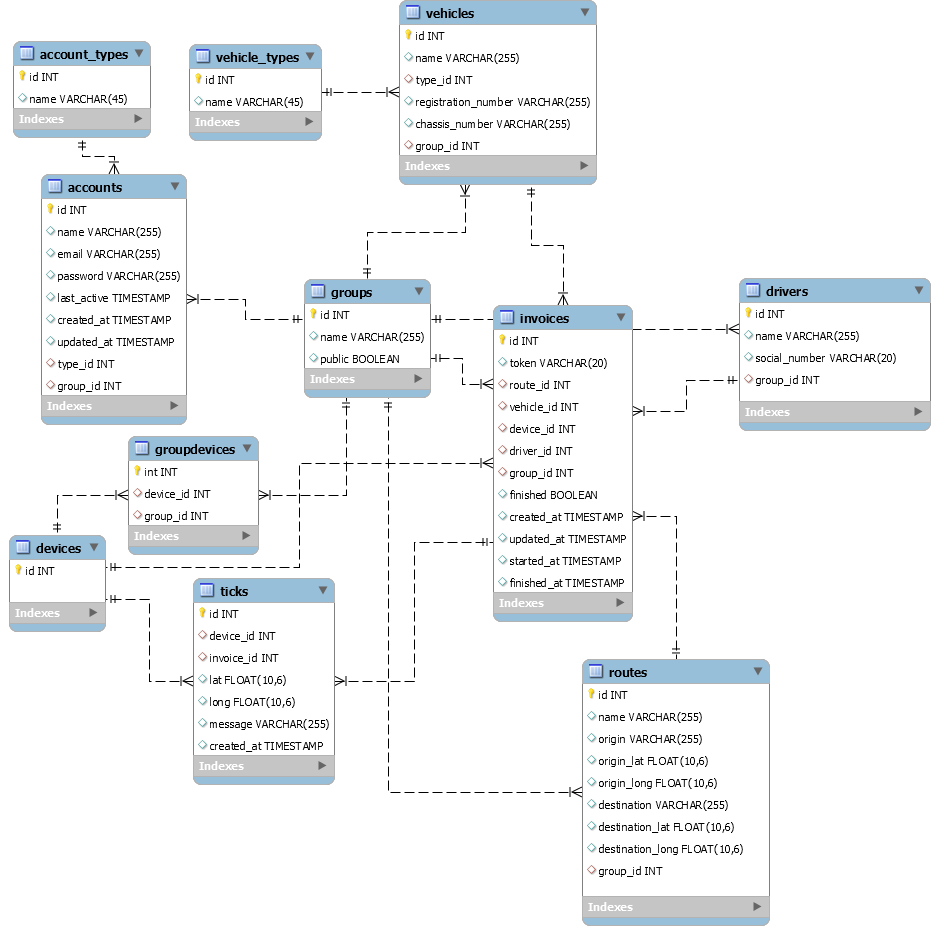 account_types
id INT
name VARCHAR(45)
Indexes
vehicle_types
id INT
name VARCHAR(45)
Indexes
vehicles
id INT
name VARCHAR(255)
type_id INT
registration_number VARCHAR(255)
chassis_number VARCHAR(255)
group_id INT
Indexes
accounts
id INT
name VARCHAR(255)
email VARCHAR(255)
password VARCHAR(255)
last_active TIMESTAMP
created_at TIMESTAMP
updated_at TIMESTAMP
type_id INT
group_id INT
Indexes
groups
id INT
name VARCHAR(255)
public BOOLEAN
Indexes
invoices
id INT
token VARCHAR(20)
route_id INT
vehicle_id INT
device_id INT
driver_id INT
group_id INT
finished BOOLEAN
created_at TIMESTAMP
updated_at TIMESTAMP
started_at TIMESTAMP
finished_at TIMESTAMP
Indexes
drivers
id INT
name VARCHAR(255)
social_number VARCHAR(20)
group_id INT
Indexes
groupdevices
int INT
device_id INT
group_id INT
Indexes
devices
id INT
Indexes
ticks
id INT
device_id INT
invoice_id INT
lat FLOAT(10,6)
long FLOAT(10,6)
message VARCHAR(255)
created_at TIMESTAMP
Indexes
routes
id INT
name VARCHAR(255)
origin VARCHAR(255)
origin_lat FLOAT(10,6)
origin_long FLOAT(10,6)
destination VARCHAR(255)
destination_lat FLOAT(10,6)
destination_long FLOAT(10,6)
group_id INT
Indexes